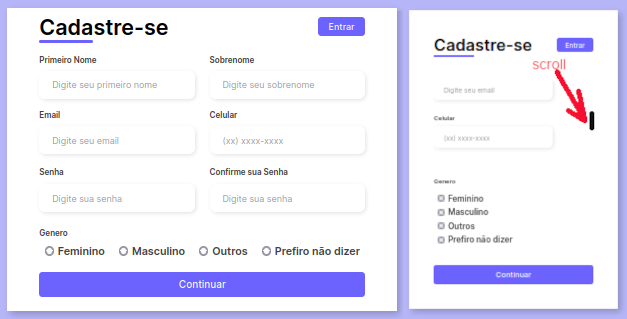 Cadastre-se
Entrar
Primeiro Nome
Sobrenome
Digite seu primeiro nome
Digite seu sobrenome
Email
Celular
Digite seu email
(xx) xxxx-xxxx
Senha
Confirme sua Senha
Digite sua senha
Digite sua senha
Genero
Feminino
Masculino
Outros
Prefiro não dizer
Continuar
Cadastre-se
Entrar
scroll
Digite seu email
Celular
(xx) xxxx-xxxx
Genero
Feminino
Masculino
Outros
Prefiro não dizer
Continuar